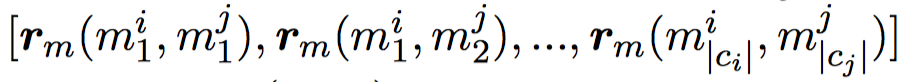 [r_m(m_1^i, m_1^j), r_m(m_1^i, m_2^j), ..., r_m(m_{|c_i|}^i, m_{|c_j|}^j)]